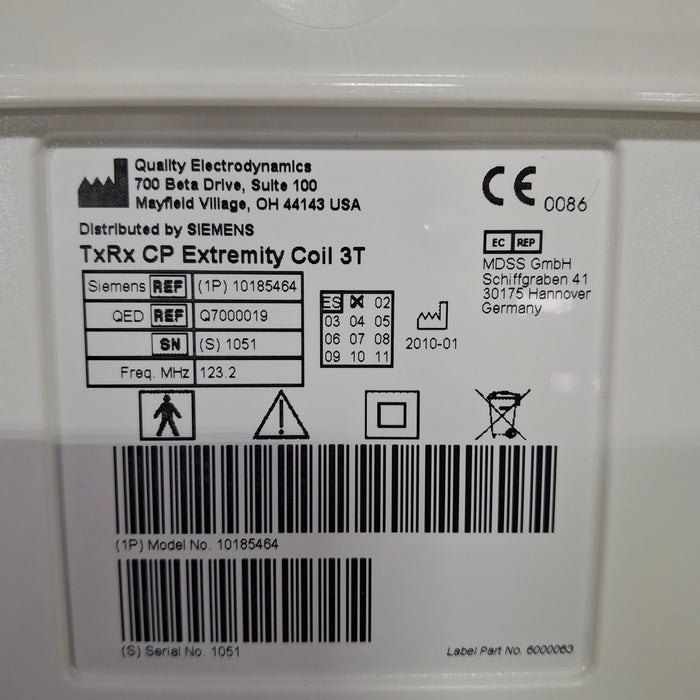 Quality Electrodynamics
700 Beta Drive, Suite 100
Mayfield Village, OH 44143 USA
CE 0086
Distributed by SIEMENS
TxRx CP Extremity Coil 3T
EC REP
MDSS GmbH
Schiffgraben 41
30175 Hannover
Germany
Siemens REF (1P) 10185464
QED REF Q7000019
SN (S) 1051
Freq. MHz 123.2
ES 02
03 04 05
06 07 08
09 10 11
2010-01
(1P) Model No. 10185464
(S) Serial No. 1051
Label Part No. 6000063